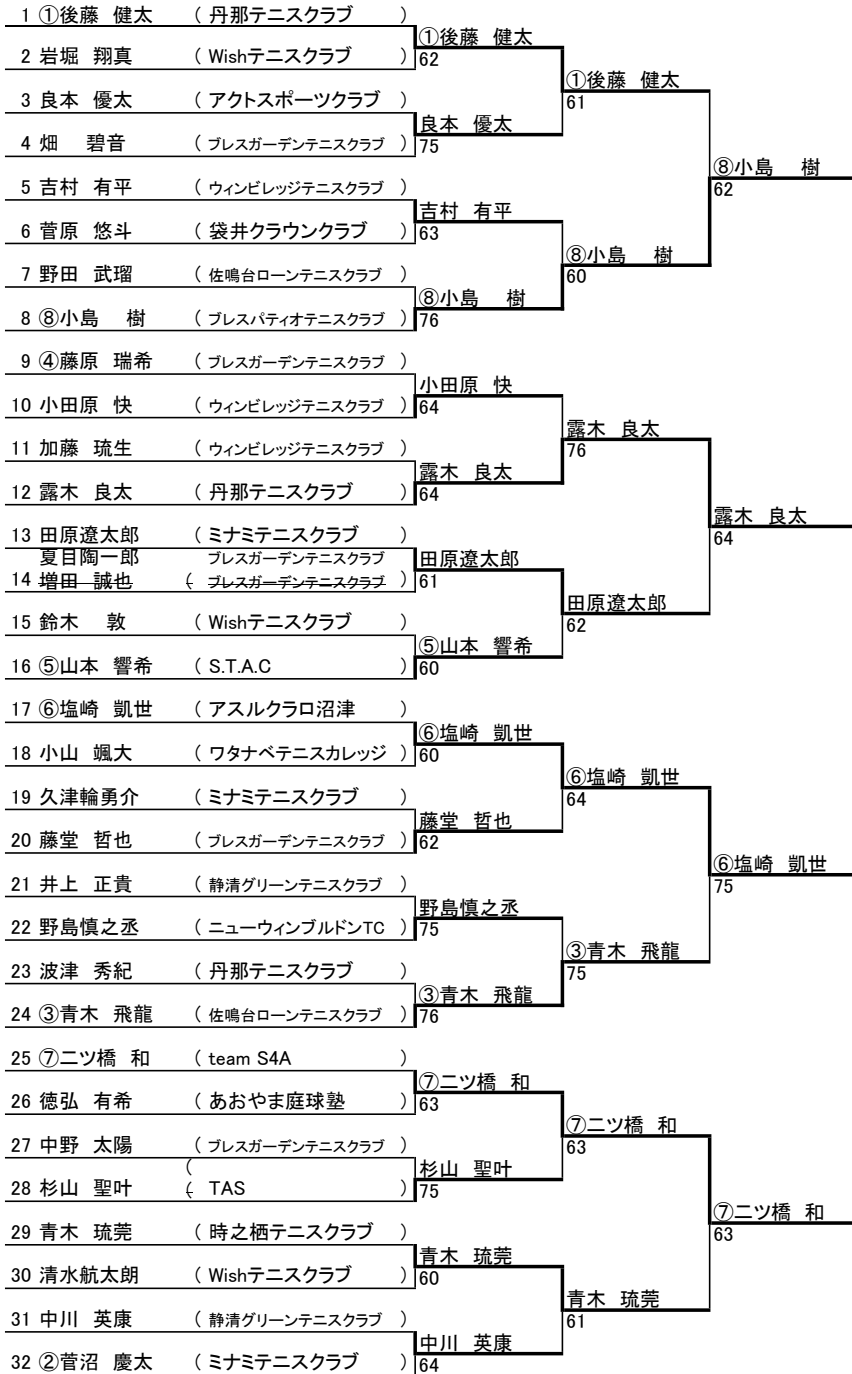 1 ①後藤 健太 ( 丹那テニスクラブ )
①後藤 健太
2 岩堀 翔真 ( Wishテニスクラブ ) 62
①後藤 健太
61
3 良本 優太 ( アクトスポーツクラブ )
良本 優太
4 畑 碧音 ( ブレスガーデンテニスクラブ ) 75
⑧小島 樹
62
5 吉村 有平 ( ウィンビレッジテニスクラブ )
吉村 有平
6 菅原 悠斗 ( 袋井クラウンクラブ ) 63
⑧小島 樹
60
7 野田 武瑠 ( 佐鳴台ローンテニスクラブ )
⑧小島 樹
8 ⑧小島 樹 ( ブレスパティオテニスクラブ ) 76
9 ④藤原 瑞希 ( ブレスガーデンテニスクラブ )
小田原 快
10 小田原 快 ( ウィンビレッジテニスクラブ ) 64
露木 良太
76
11 加藤 琉生 ( ウィンビレッジテニスクラブ )
露木 良太
12 露木 良太 ( 丹那テニスクラブ ) 64
露木 良太
64
13 田原遼太郎 ( ミナミテニスクラブ )
夏目陶一郎 ブレスガーデンテニスクラブ 田原遼太郎
14 増田 誠也 ( ブレスガーデンテニスクラブ ) 61
田原遼太郎
62
15 鈴木 敦 ( Wishテニスクラブ )
⑤山本 響希
16 ⑤山本 響希 ( S.T.A.C ) 60
17 ⑥塩崎 凱世 ( アスルクラロ沼津 )
⑥塩崎 凱世
18 小山 颯大 ( ワタナベテニスカレッジ ) 60
⑥塩崎 凱世
64
19 久津輪勇介 ( ミナミテニスクラブ )
藤堂 哲也
20 藤堂 哲也 ( ブレスガーデンテニスクラブ ) 62
⑥塩崎 凱世
75
21 井上 正貴 ( 静清グリーンテニスクラブ )
野島慎之丞
22 野島慎之丞 ( ニューウィンブルドンTC ) 75
③青木 飛龍
75
23 波津 秀紀 ( 丹那テニスクラブ )
③青木 飛龍
24 ③青木 飛龍 ( 佐鳴台ローンテニスクラブ ) 76
25 ⑦二ツ橋 和 ( team S4A )
⑦二ツ橋 和
26 徳弘 有希 ( あおやま庭球塾 ) 63
⑦二ツ橋 和
63
27 中野 太陽 ( ブレスガーデンテニスクラブ )
( 杉山 聖叶
28 杉山 聖叶 ( TAS ) 75
⑦二ツ橋 和
63
29 青木 琉莞 ( 時之栖テニスクラブ )
青木 琉莞
30 清水航太朗 ( Wishテニスクラブ ) 60
青木 琉莞
61
31 中川 英康 ( 静清グリーンテニスクラブ )
中川 英康
32 ②菅沼 慶太 ( ミナミテニスクラブ ) 64